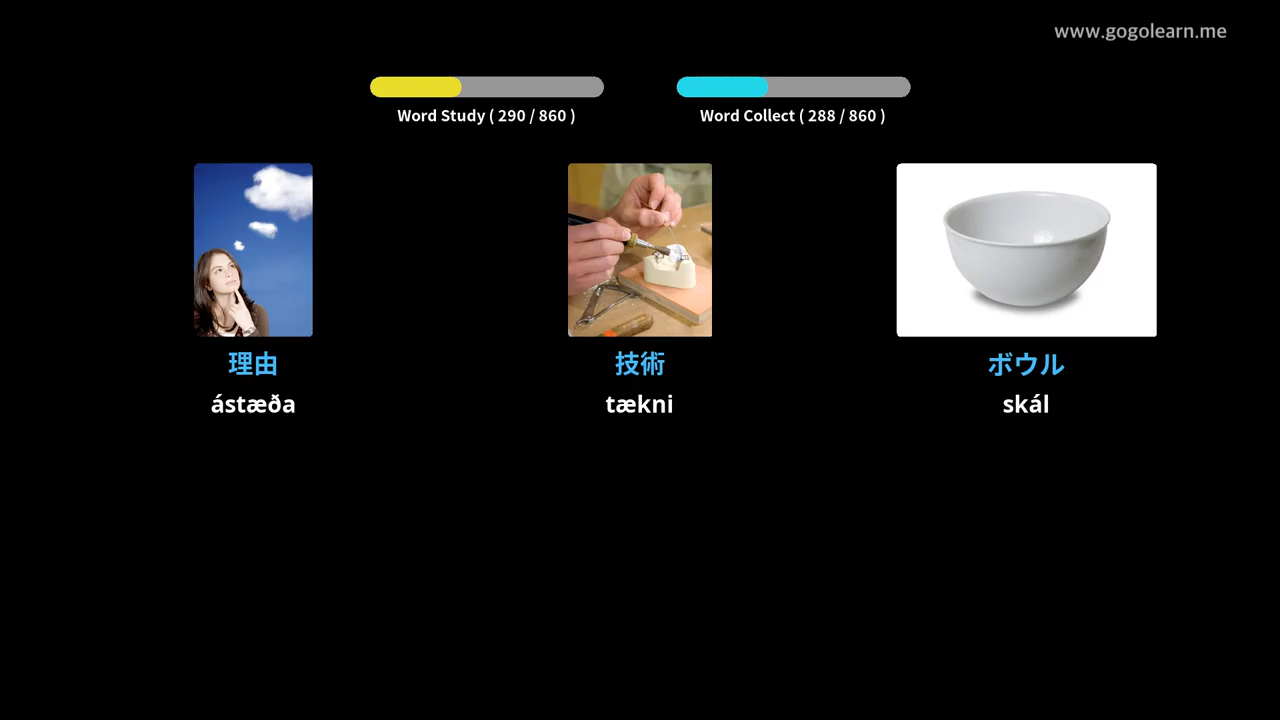 www.gogolearn.me
Word Study ( 290 / 860 )
Word Collect ( 288 / 860 )
理由
技術
ボウル
ástæða
tækni
skál